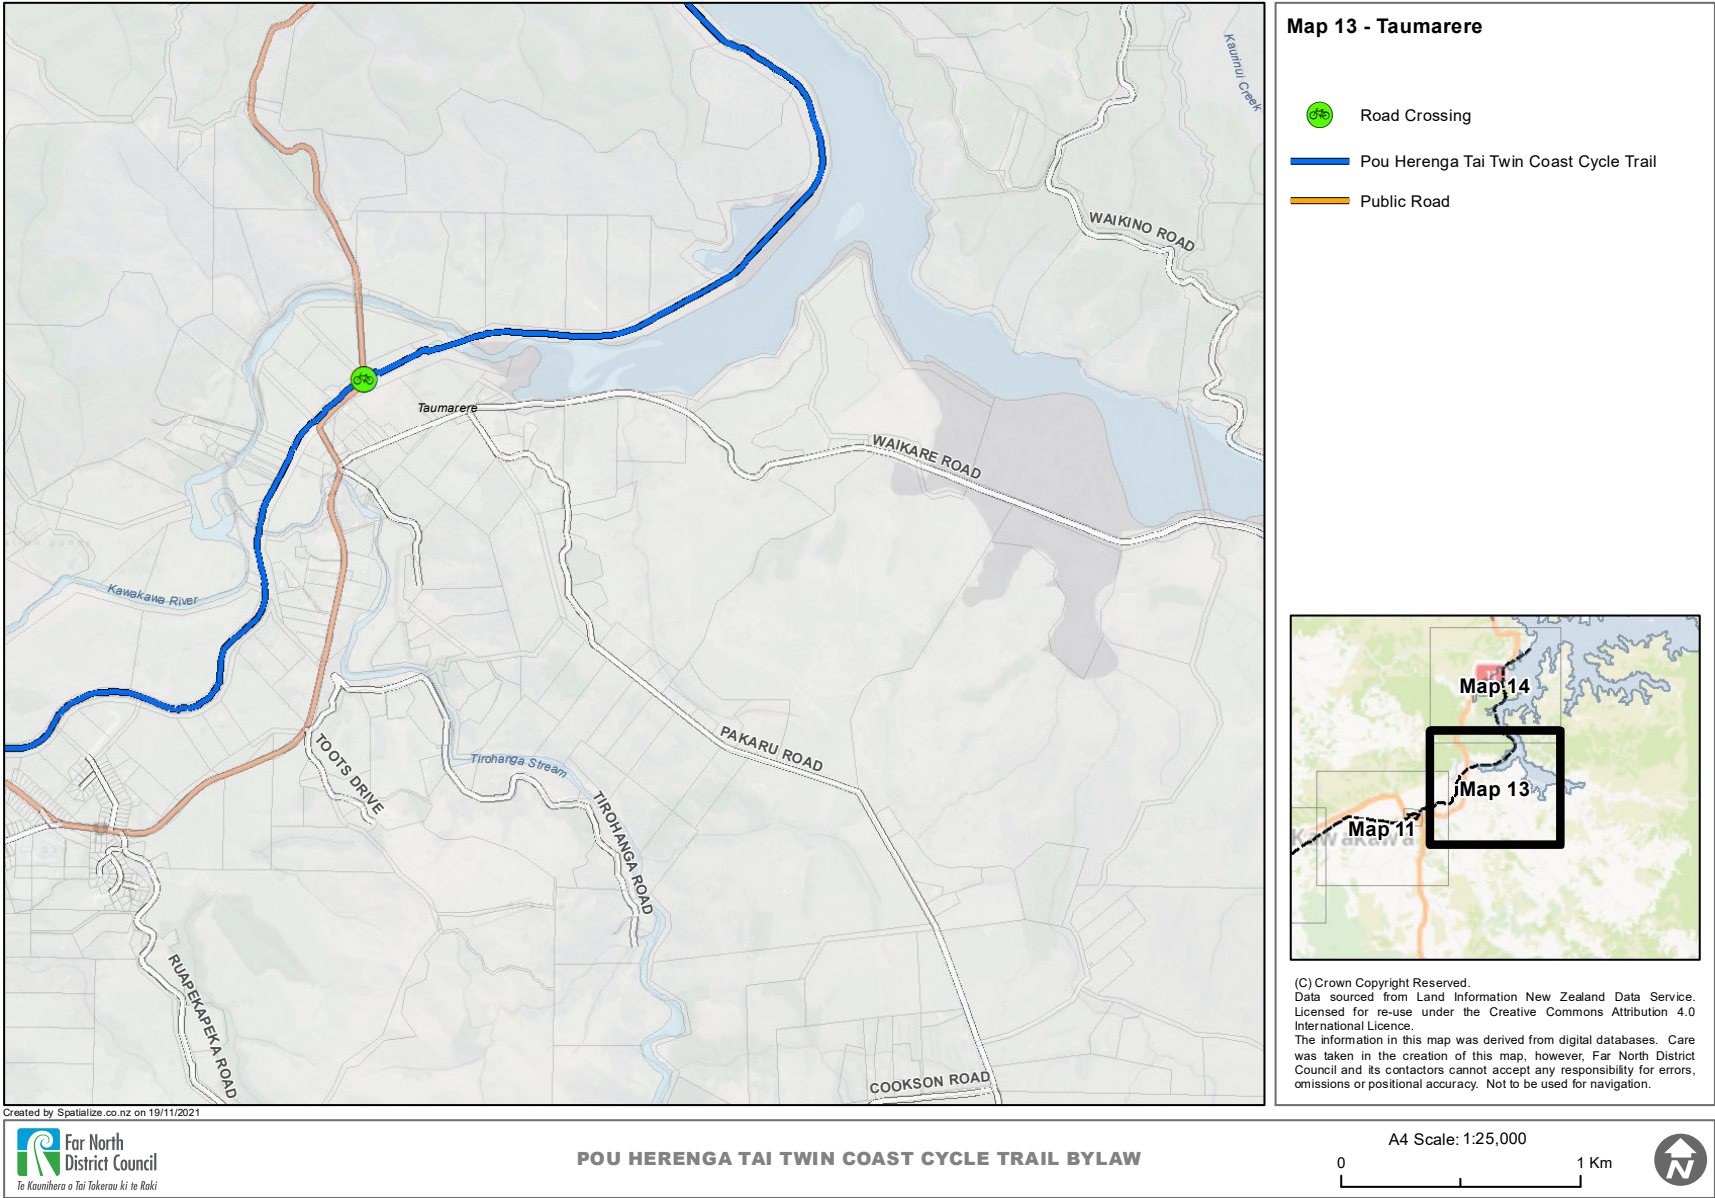 Map 13 - Taumarere
Road Crossing
Pou Herenga Tai Twin Coast Cycle Trail
Public Road
Kaurinui Creek
WAIKINO ROAD
Taumarere
WAIKARE ROAD
Kawakawa River
PAKARU ROAD
TOOTS DRIVE
Tirohanga Stream
TIROHANGA ROAD
RUAPEKAPEKA ROAD
COOKSON ROAD
Map 14
Map 13
Map 11
Kawakawa
(C) Crown Copyright Reserved.
Data sourced from Land Information New Zealand Data Service.
Licensed for re-use under the Creative Commons Attribution 4.0
International Licence.
The information in this map was derived from digital databases. Care
was taken in the creation of this map, however, Far North District
Council and its contactors cannot accept any responsibility for errors,
omissions or positional accuracy. Not to be used for navigation.
Created by Spatialize.co.nz on 19/11/2021
Far North
District Council
Te Kaunihera o Tai Tokerau ki te Raki
POU HERENGA TAI TWIN COAST CYCLE TRAIL BYLAW
A4 Scale: 1:25,000
0 1 Km
N